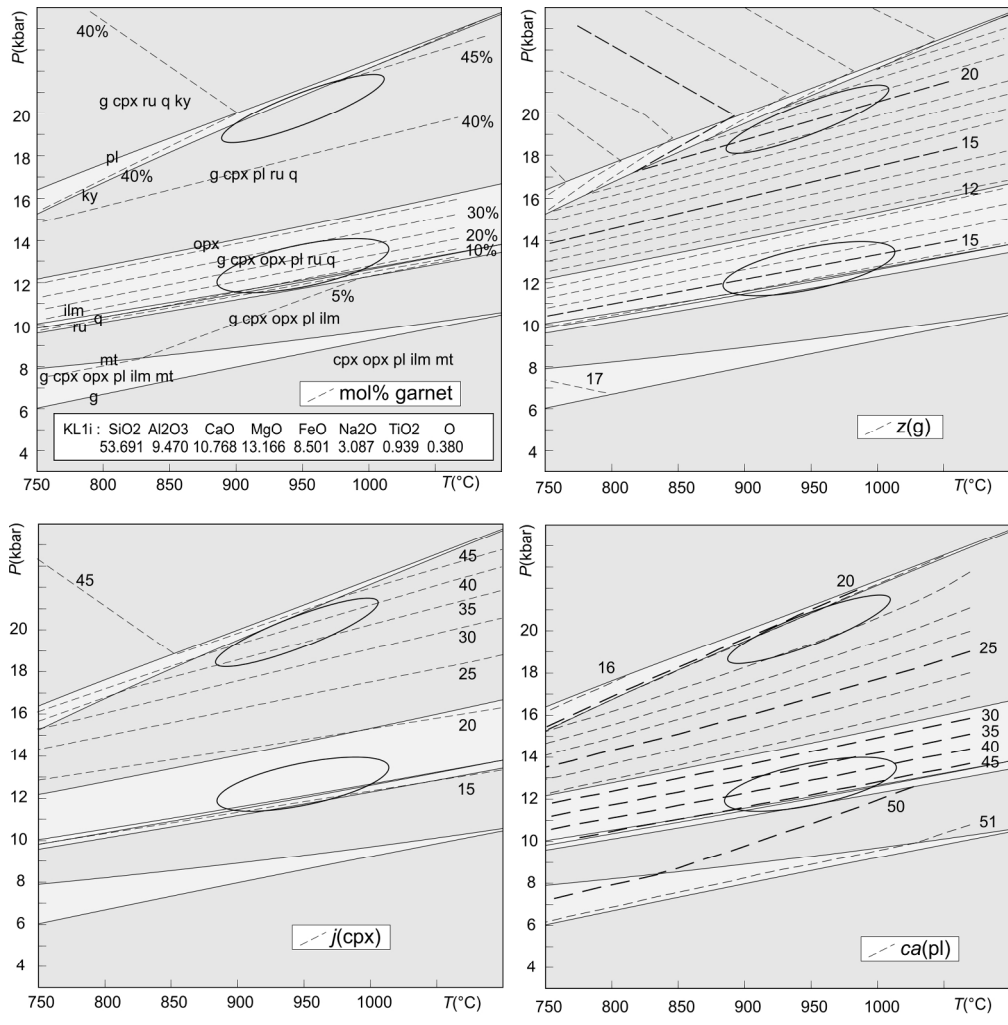 P(kbar)
40%
45%
g cpx ru q ky
20
40%
pl
18
40%
g cpx pl ru q
ky
16
30%
14
opx
20%
g cpx opx pl ru q
10%
12
5%
ilm
g cpx opx pl ilm
ru
q
10
mt
8
cpx opx pl ilm mt
g cpx opx pl ilm mt
g
mol% garnet
6
KL1i : SiO2 Al2O3 CaO MgO FeO Na2O TiO2 O
53.691 9.470 10.768 13.166 8.501 3.087 0.939 0.380
4
750 800 850 900 950 1000 T(°C)
P(kbar)
20
20
18
15
16
12
14
15
12
10
8
17
6
z(g)
4
750 800 850 900 950 1000 T(°C)
P(kbar)
45
45
40
35
20
30
18
25
16
20
14
12
15
10
8
6
j(cpx)
4
750 800 850 900 950 1000 T(°C)
P(kbar)
20
20
25
18
16
16
30
35
14
40
45
12
50
10
51
8
6
ca(pl)
4
750 800 850 900 950 1000 T(°C)